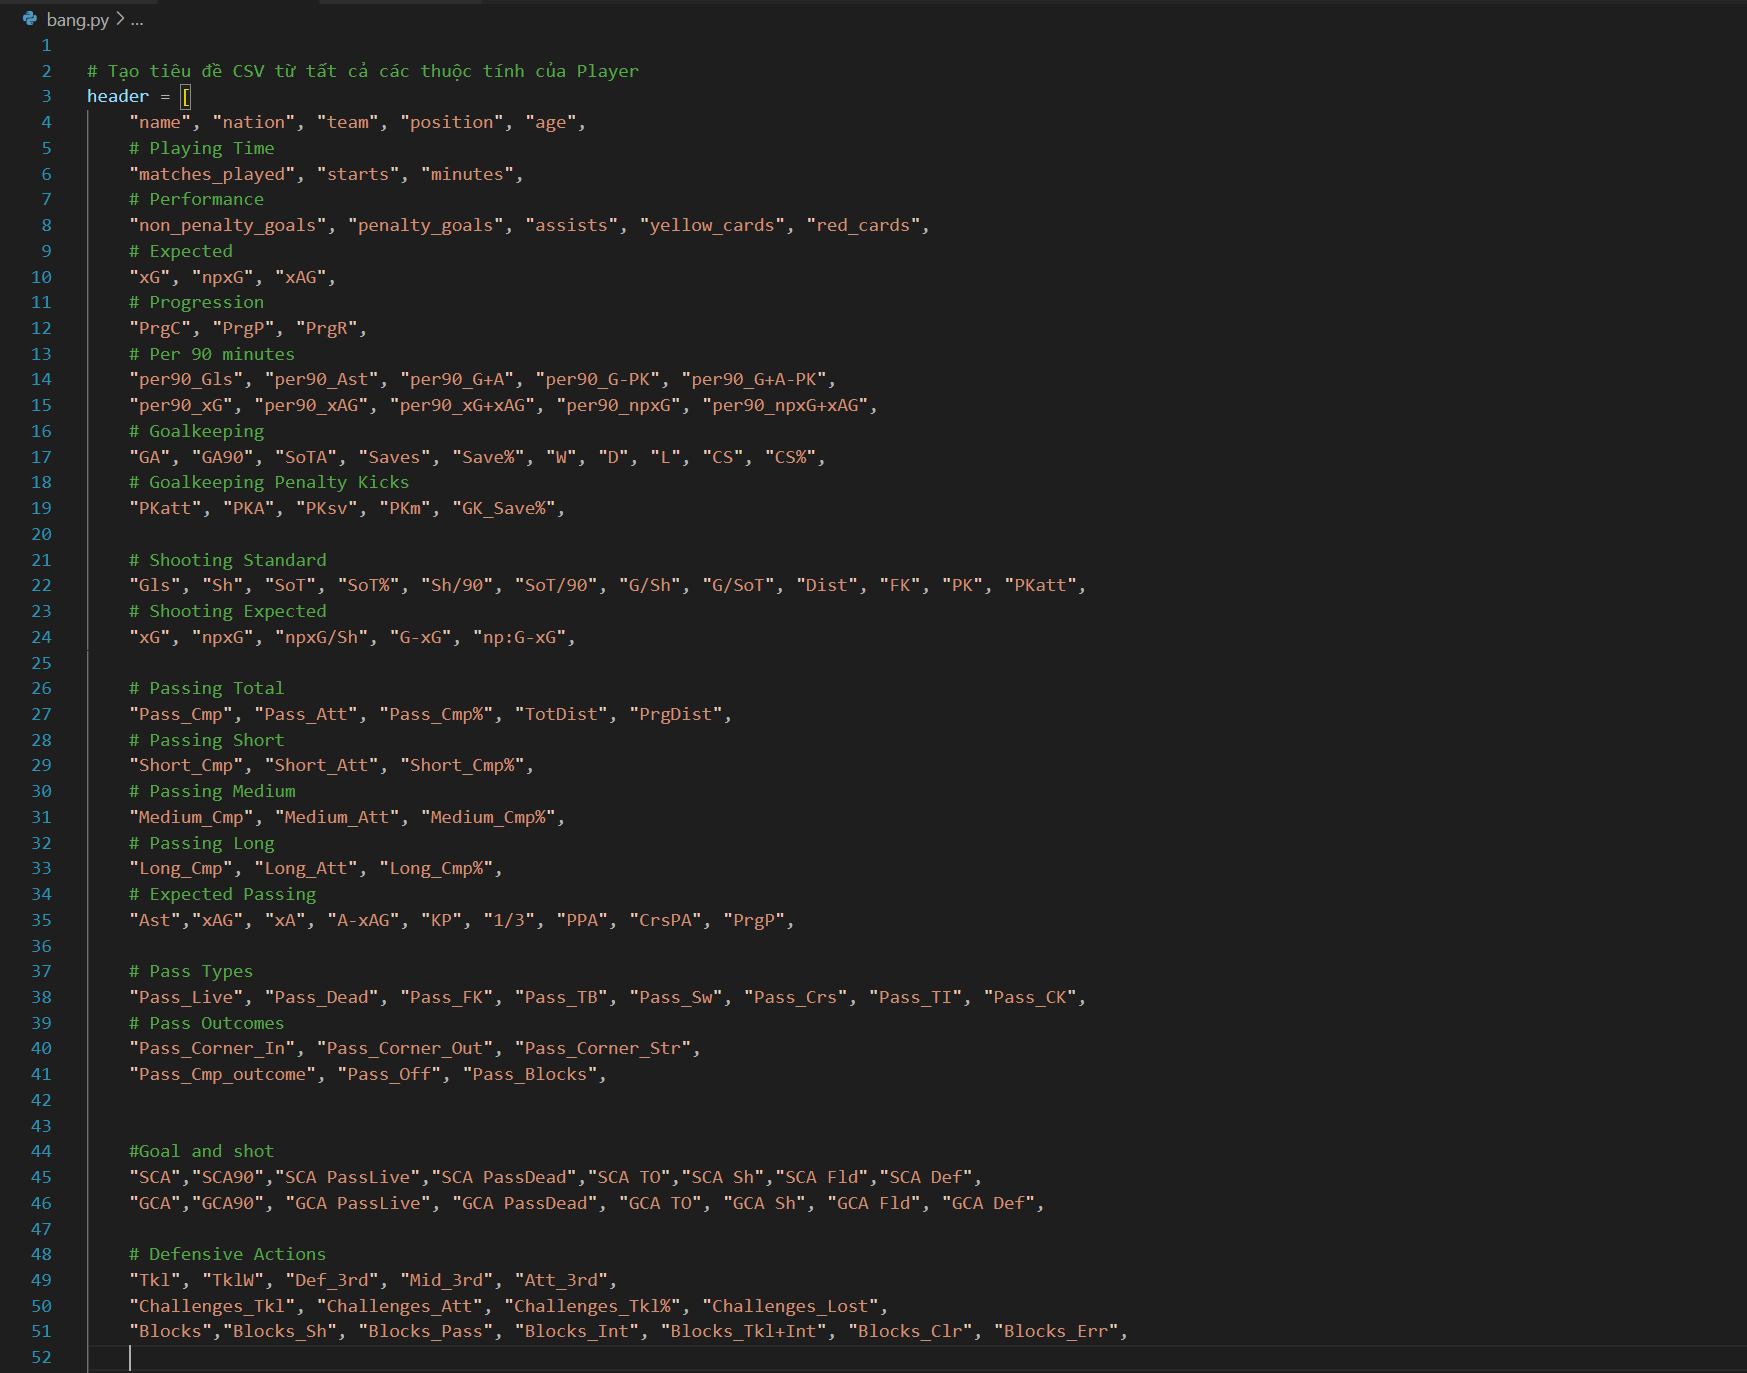 bang.py > ...
1
2 # Tạo tiêu đề CSV từ tất cả các thuộc tính của Player
3 header = [
4 "name", "nation", "team", "position", "age",
5 # Playing Time
6 "matches_played", "starts", "minutes",
7 # Performance
8 "non_penalty_goals", "penalty_goals", "assists", "yellow_cards", "red_cards",
9 # Expected
10 "xG", "npxG", "xAG",
11 # Progression
12 "PrgC", "PrgP", "PrgR",
13 # Per 90 minutes
14 "per90_Gls", "per90_Ast", "per90_G+A", "per90_G-PK", "per90_G+A-PK",
15 "per90_xG", "per90_xAG", "per90_xG+xAG", "per90_npxG", "per90_npxG+xAG",
16 # Goalkeeping
17 "GA", "GA90", "SoTA", "Saves", "Save%", "W", "D", "L", "CS", "CS%",
18 # Goalkeeping Penalty Kicks
19 "PKatt", "PKA", "PKsv", "PKm", "GK_Save%",
20
21 # Shooting Standard
22 "Gls", "Sh", "SoT", "SoT%", "Sh/90", "SoT/90", "G/Sh", "G/SoT", "Dist", "FK", "PK", "PKatt",
23 # Shooting Expected
24 "xG", "npxG", "npxG/Sh", "G-xG", "np:G-xG",
25
26 # Passing Total
27 "Pass_Cmp", "Pass_Att", "Pass_Cmp%", "TotDist", "PrgDist",
28 # Passing Short
29 "Short_Cmp", "Short_Att", "Short_Cmp%",
30 # Passing Medium
31 "Medium_Cmp", "Medium_Att", "Medium_Cmp%",
32 # Passing Long
33 "Long_Cmp", "Long_Att", "Long_Cmp%",
34 # Expected Passing
35 "Ast","xAG", "xA", "A-xAG", "KP", "1/3", "PPA", "CrsPA", "PrgP",
36
37 # Pass Types
38 "Pass_Live", "Pass_Dead", "Pass_FK", "Pass_TB", "Pass_Sw", "Pass_Crs", "Pass_TI", "Pass_CK",
39 # Pass Outcomes
40 "Pass_Corner_In", "Pass_Corner_Out", "Pass_Corner_Str",
41 "Pass_Cmp_outcome", "Pass_Off", "Pass_Blocks",
42
43
44 #Goal and shot
45 "SCA","SCA90","SCA PassLive","SCA PassDead","SCA TO","SCA Sh","SCA Fld","SCA Def",
46 "GCA","GCA90", "GCA PassLive", "GCA PassDead", "GCA TO", "GCA Sh", "GCA Fld", "GCA Def",
47
48 # Defensive Actions
49 "Tkl", "TklW", "Def_3rd", "Mid_3rd", "Att_3rd",
50 "Challenges_Tkl", "Challenges_Att", "Challenges_Tkl%", "Challenges_Lost",
51 "Blocks","Blocks_Sh", "Blocks_Pass", "Blocks_Int", "Blocks_Tkl+Int", "Blocks_Clr", "Blocks_Err",
52